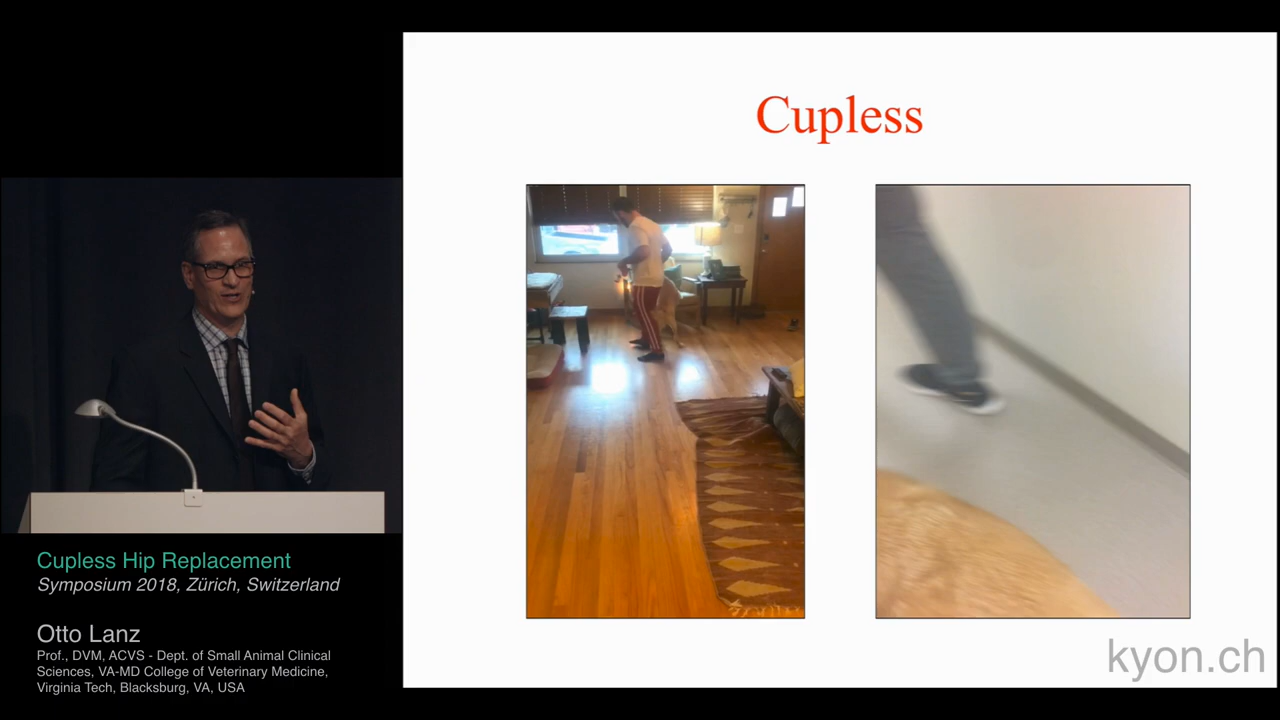 Cupless
Cupless Hip Replacement
Symposium 2018, Zürich, Switzerland
Otto Lanz
Prof., DVM, ACVS - Dept. of Small Animal Clinical
Sciences, VA-MD College of Veterinary Medicine,
Virginia Tech, Blacksburg, VA, USA
kyon.ch